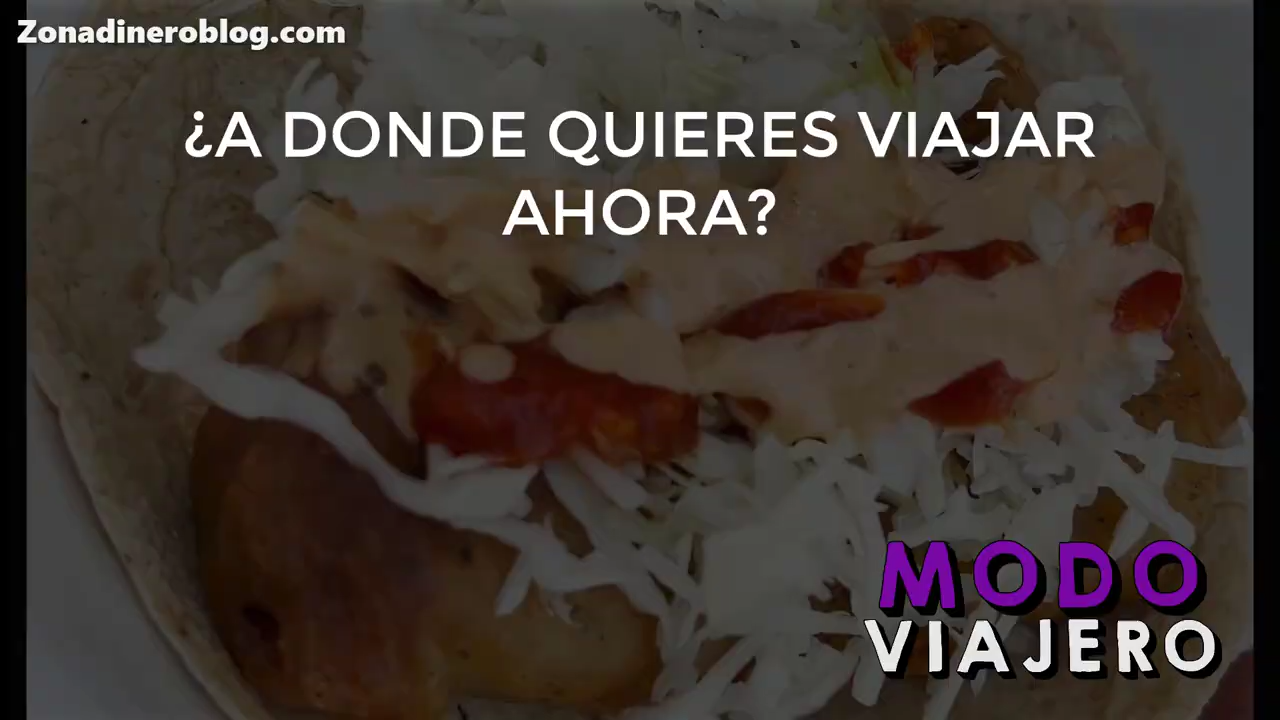 Zonadineroblog.com
¿A DONDE QUIERES VIAJAR
AHORA?
MODO
VIAJERO